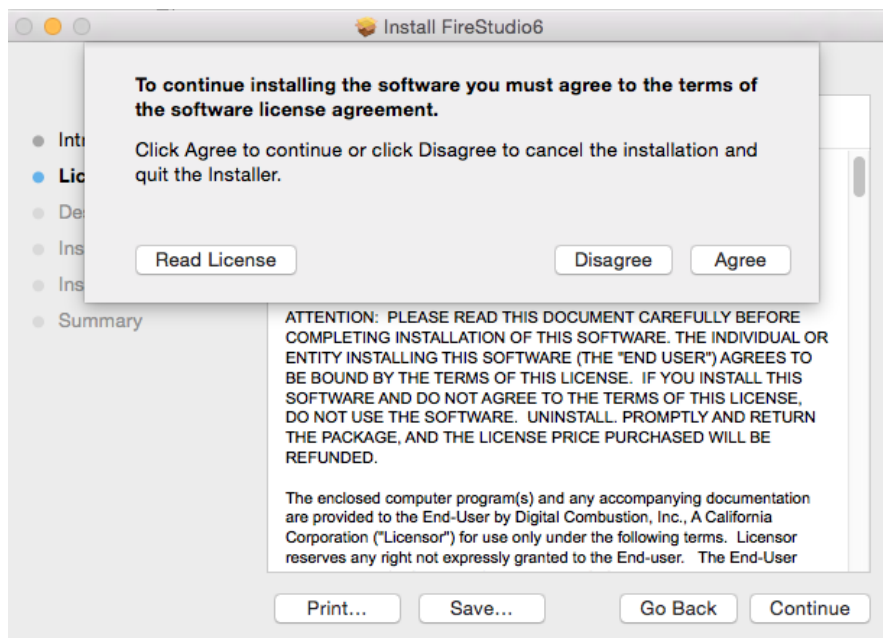 Install FireStudio6
To continue installing the software you must agree to the terms of
the software license agreement.
Click Agree to continue or click Disagree to cancel the installation and
quit the Installer.
Read License
Disagree
Agree
Summary
ATTENTION: PLEASE READ THIS DOCUMENT CAREFULLY BEFORE
COMPLETING INSTALLATION OF THIS SOFTWARE. THE INDIVIDUAL OR
ENTITY INSTALLING THIS SOFTWARE (THE "END USER") AGREES TO
BE BOUND BY THE TERMS OF THIS LICENSE. IF YOU INSTALL THIS
SOFTWARE AND DO NOT AGREE TO THE TERMS OF THIS LICENSE,
DO NOT USE THE SOFTWARE. UNINSTALL. PROMPTLY AND RETURN
THE PACKAGE, AND THE LICENSE PRICE PURCHASED WILL BE
REFUNDED.
The enclosed computer program(s) and any accompanying documentation
are provided to the End-User by Digital Combustion, Inc., A California
Corporation ("Licensor") for use only under the following terms. Licensor
reserves any right not expressly granted to the End-user. The End-User
Print...
Save...
Go Back
Continue